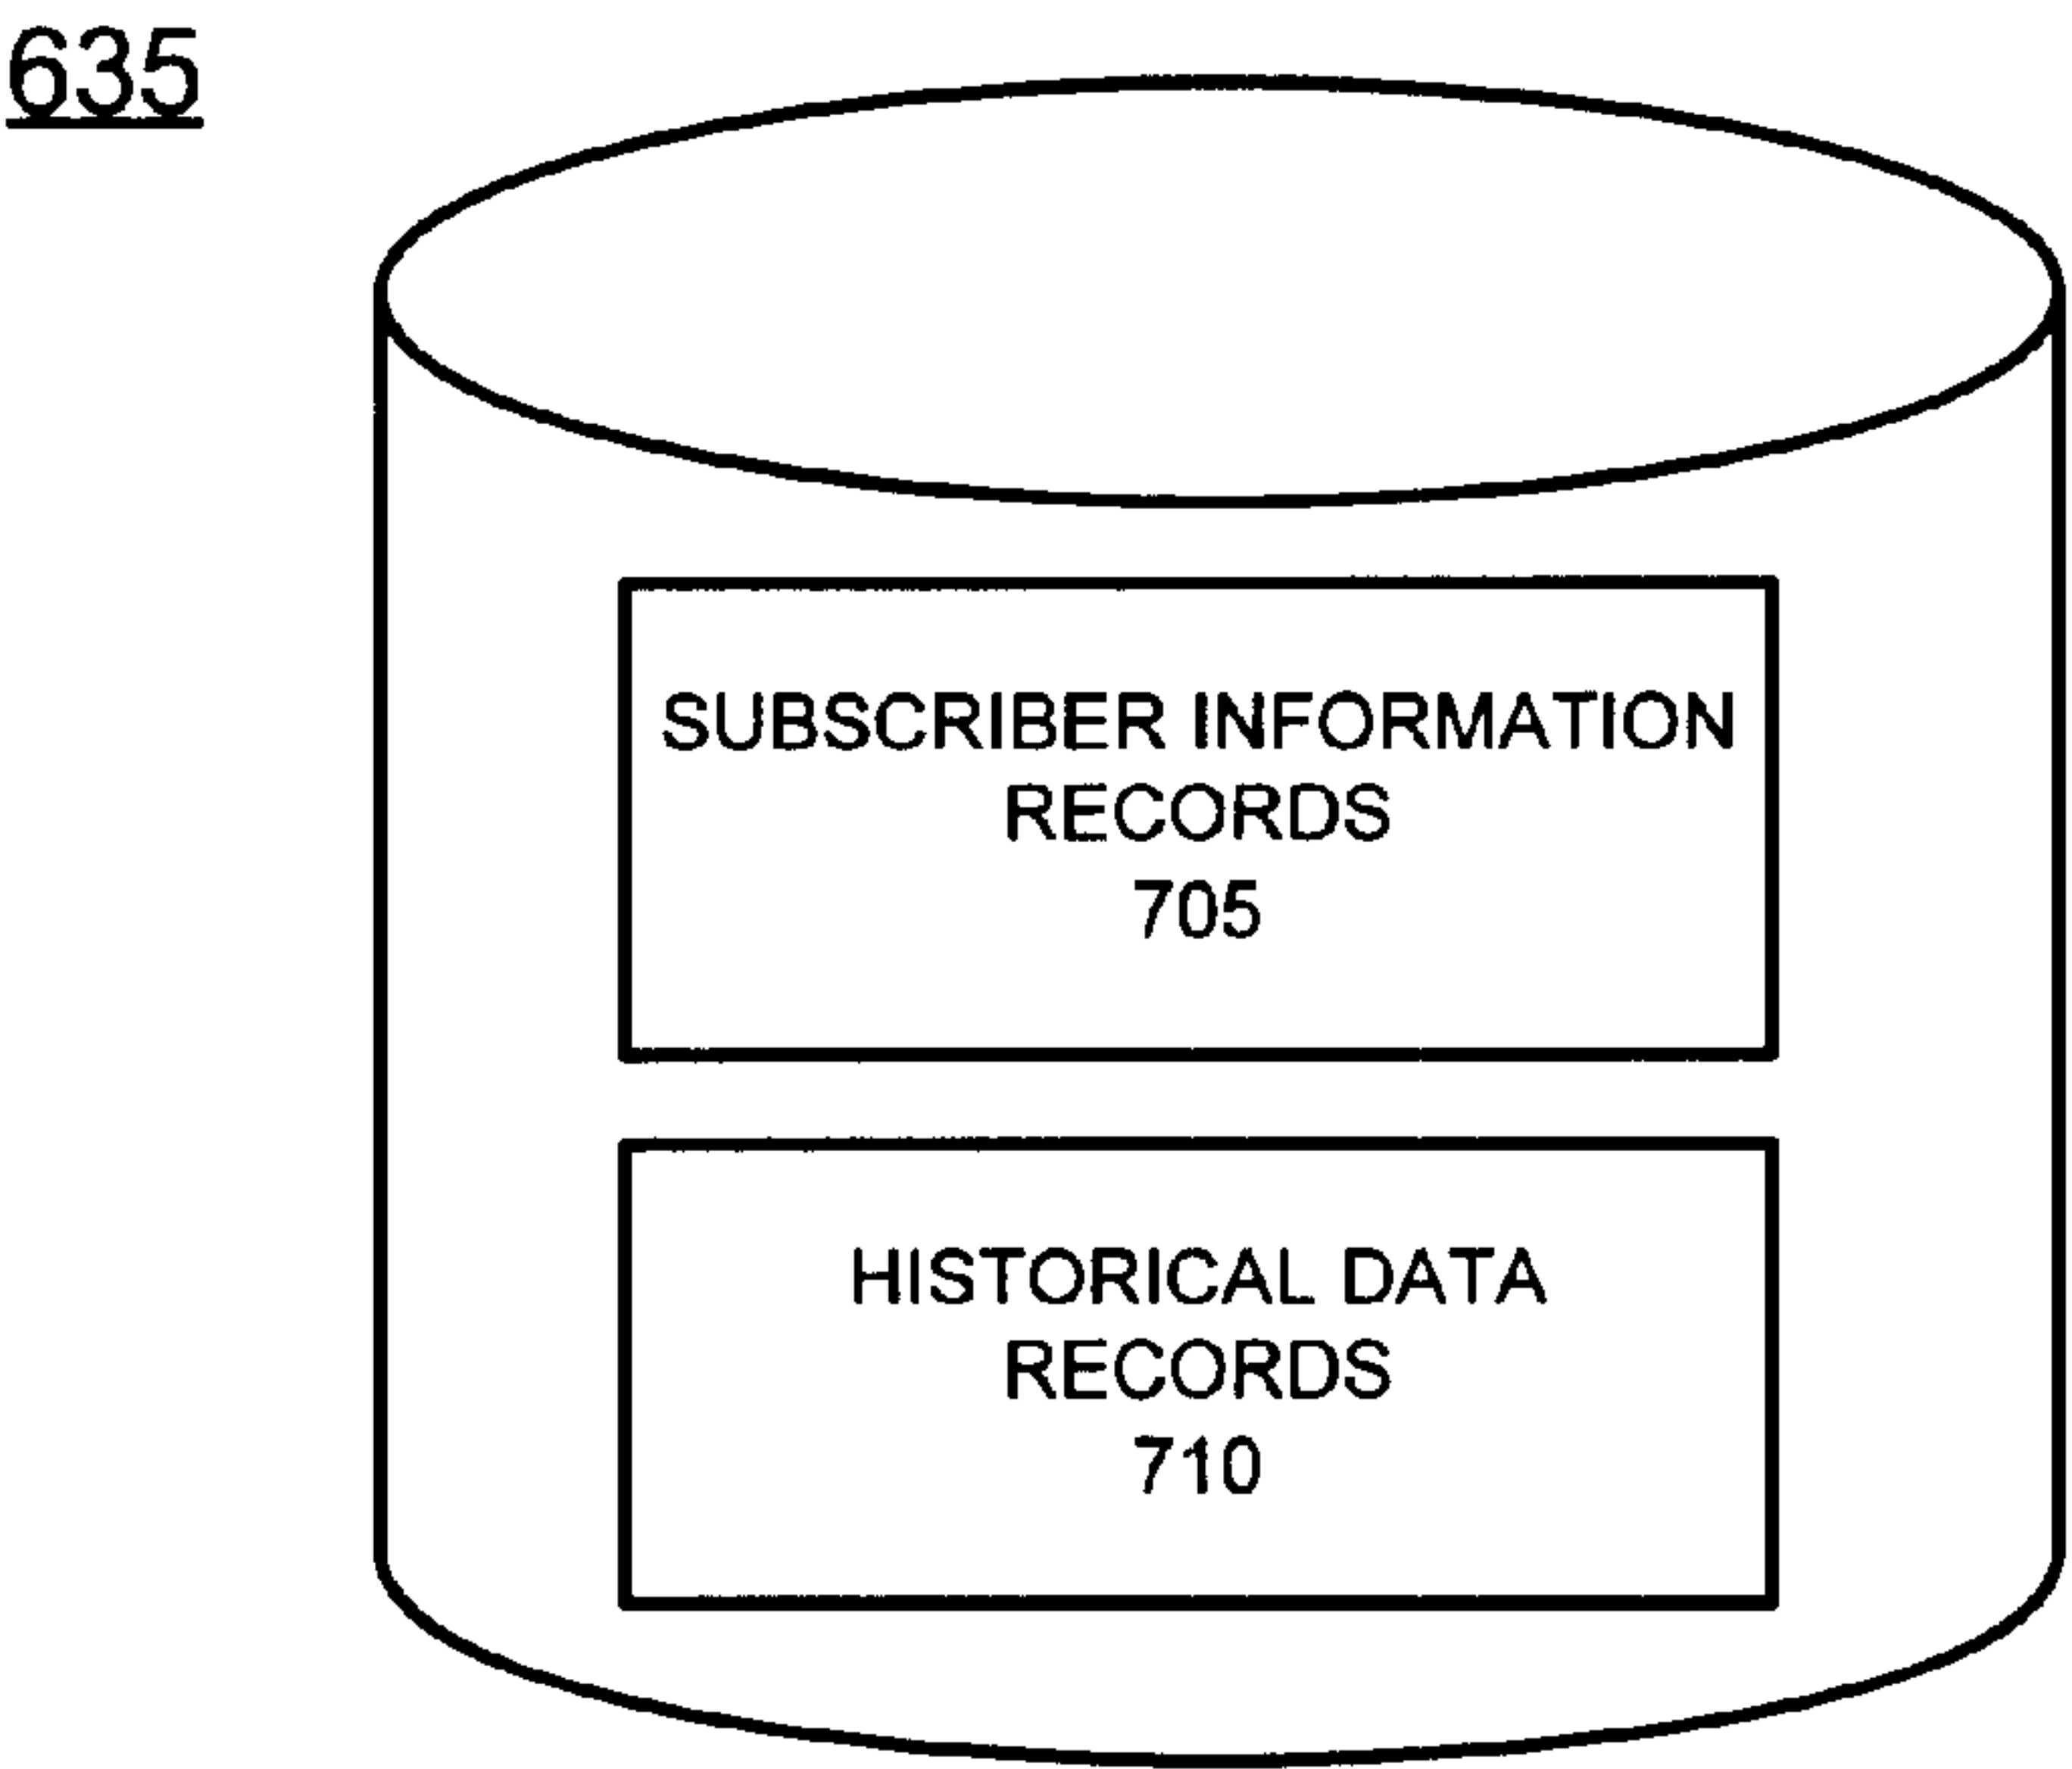 635
SUBSCRIBER INFORMATION
RECORDS
705
HISTORICAL DATA
RECORDS
710